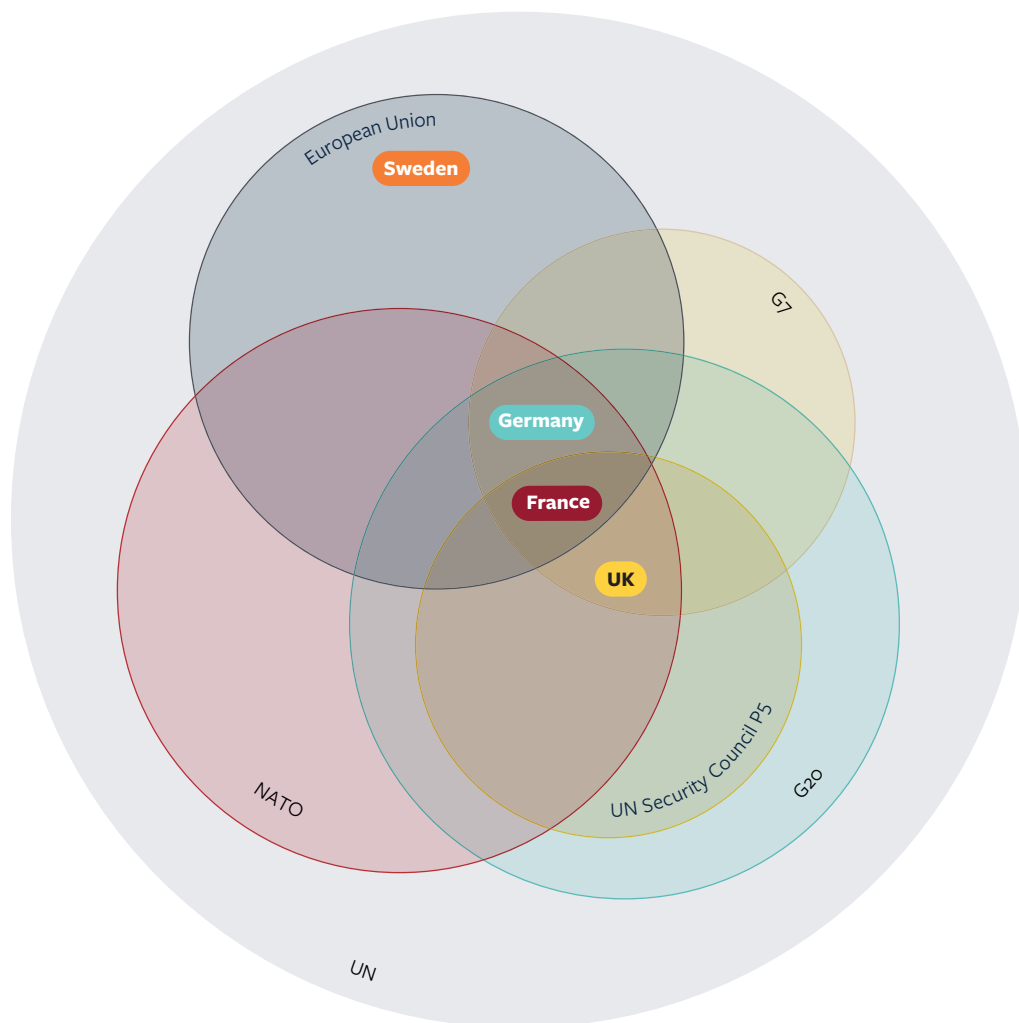 European Union
Sweden
G7
Germany
France
UK
UN Security Council P5
G20
NATO
UN